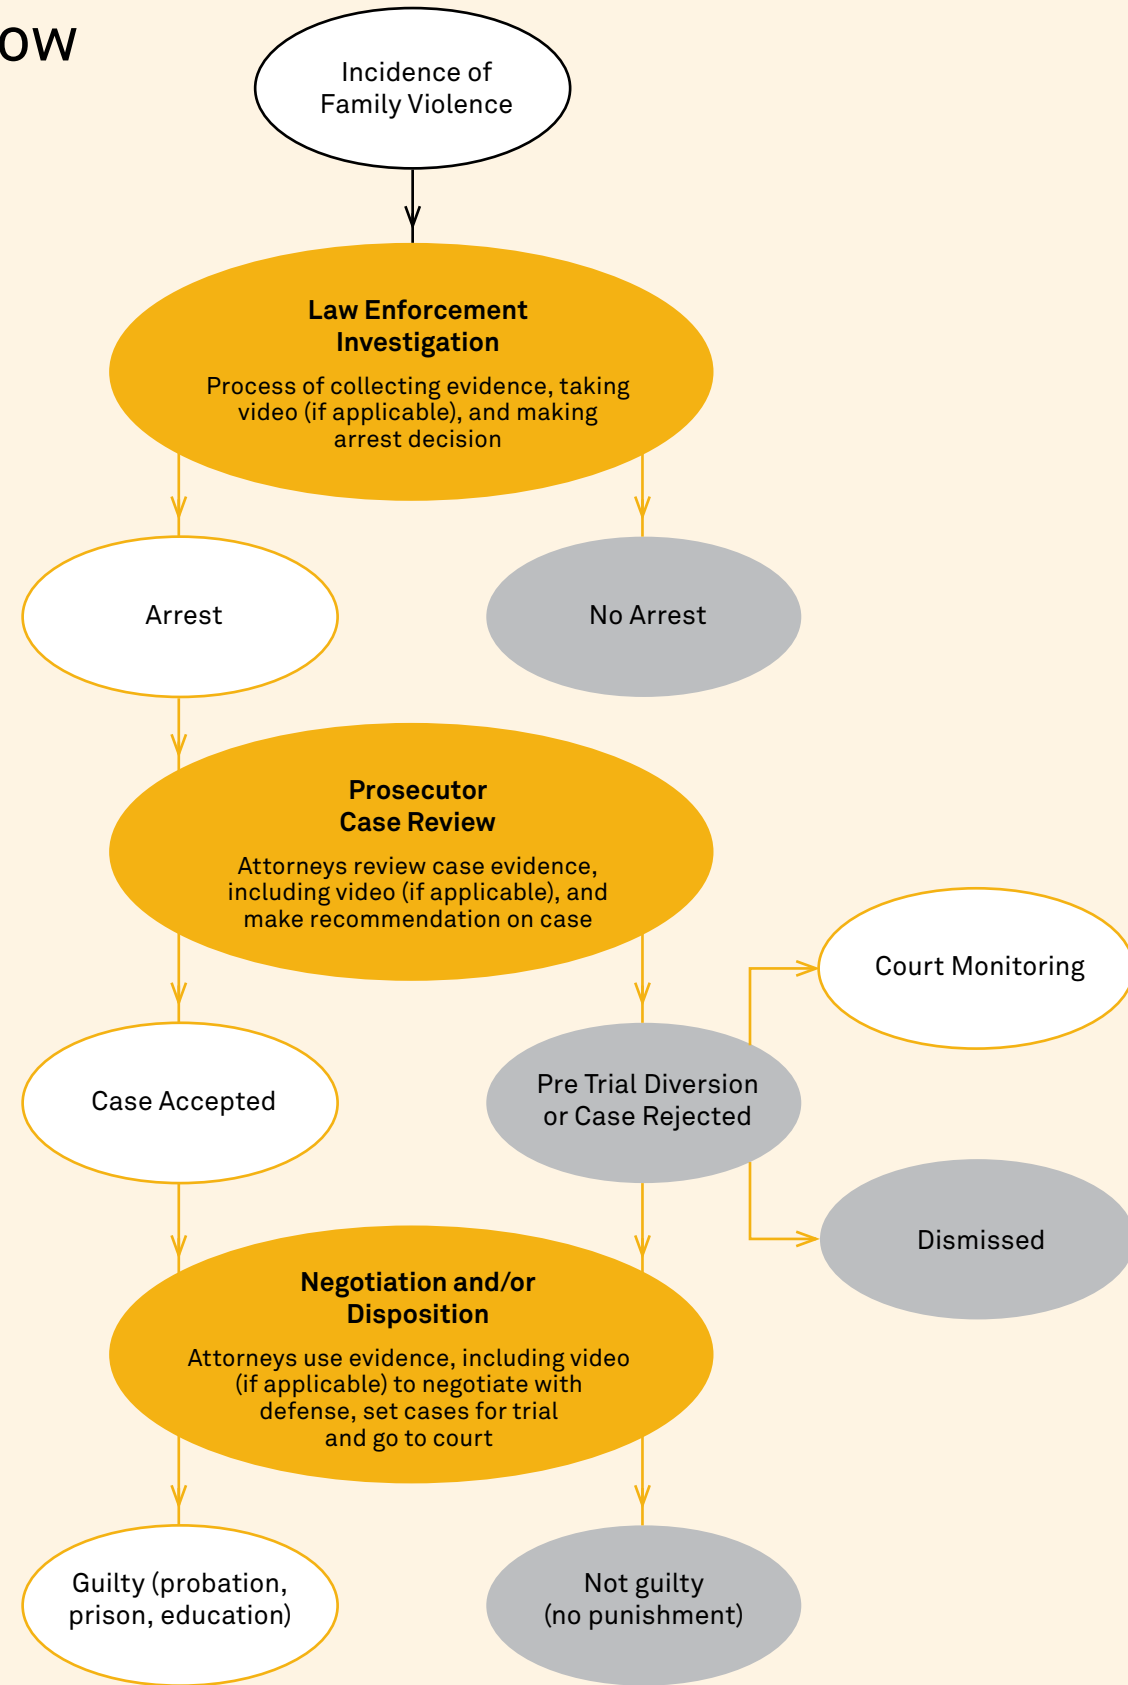 Incidence of
Family Violence
Law Enforcement
Investigation
Process of collecting evidence, taking
video (if applicable), and making
arrest decision
Arrest
No Arrest
Prosecutor
Case Review
Attorneys review case evidence,
including video (if applicable), and
make recommendation on case
Court Monitoring
Case Accepted
Pre Trial Diversion
or Case Rejected
Dismissed
Negotiation and/or
Disposition
Attorneys use evidence, including video
(if applicable) to negotiate with
defense, set cases for trial
and go to court
Guilty (probation,
prison, education)
Not guilty
(no punishment)